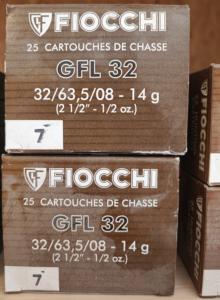 GF FIOCCHI
25 CARTOUCHES DE CHASSE
GFL 32
32/63,5/08 - 14 g
(2 1/2" - 1/2 oz.)
7
GF FIOCCHI
25 CARTOUCHES DE CHASSE
GFL 32
32/63,5/08 - 14 g
(2 1/2" - 1/2 oz.)
7